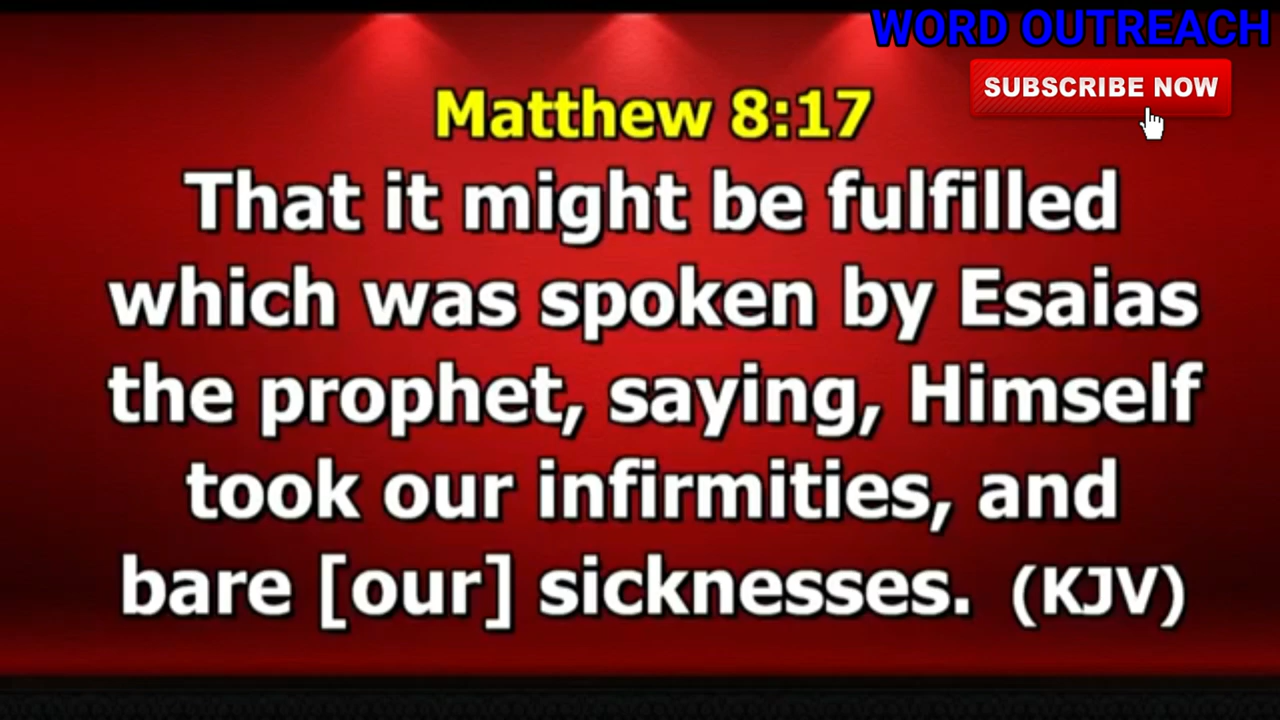 WORD OUTREACH
SUBSCRIBE NOW
Matthew 8:17
That it might be fulfilled
which was spoken by Esaias
the prophet, saying, Himself
took our infirmities, and
bare [our] sicknesses. (KJV)